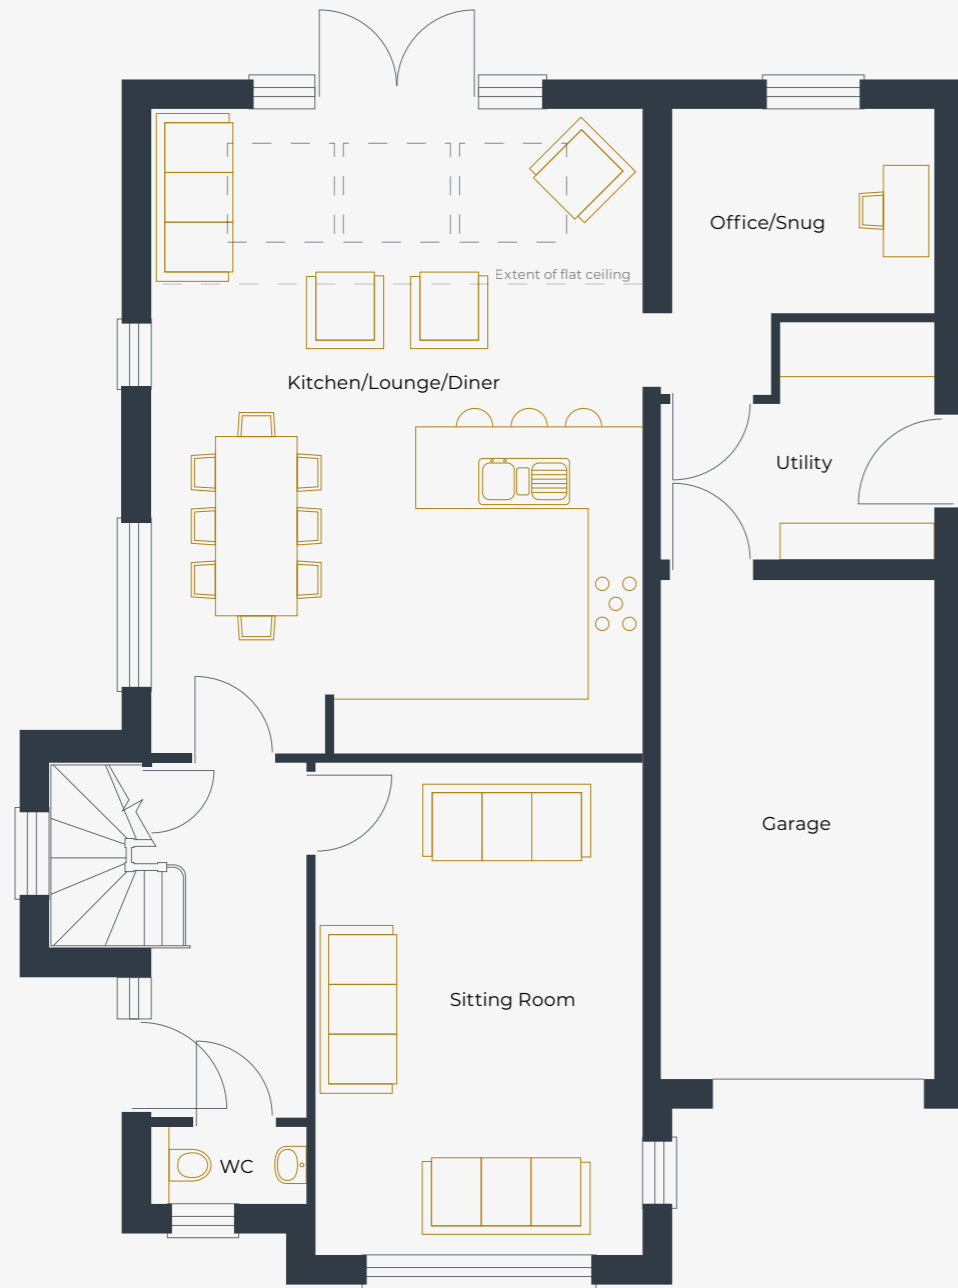 Office/Snug
Extent of flat ceiling
Kitchen/Lounge/Diner
Utility
Garage
Sitting Room
WC